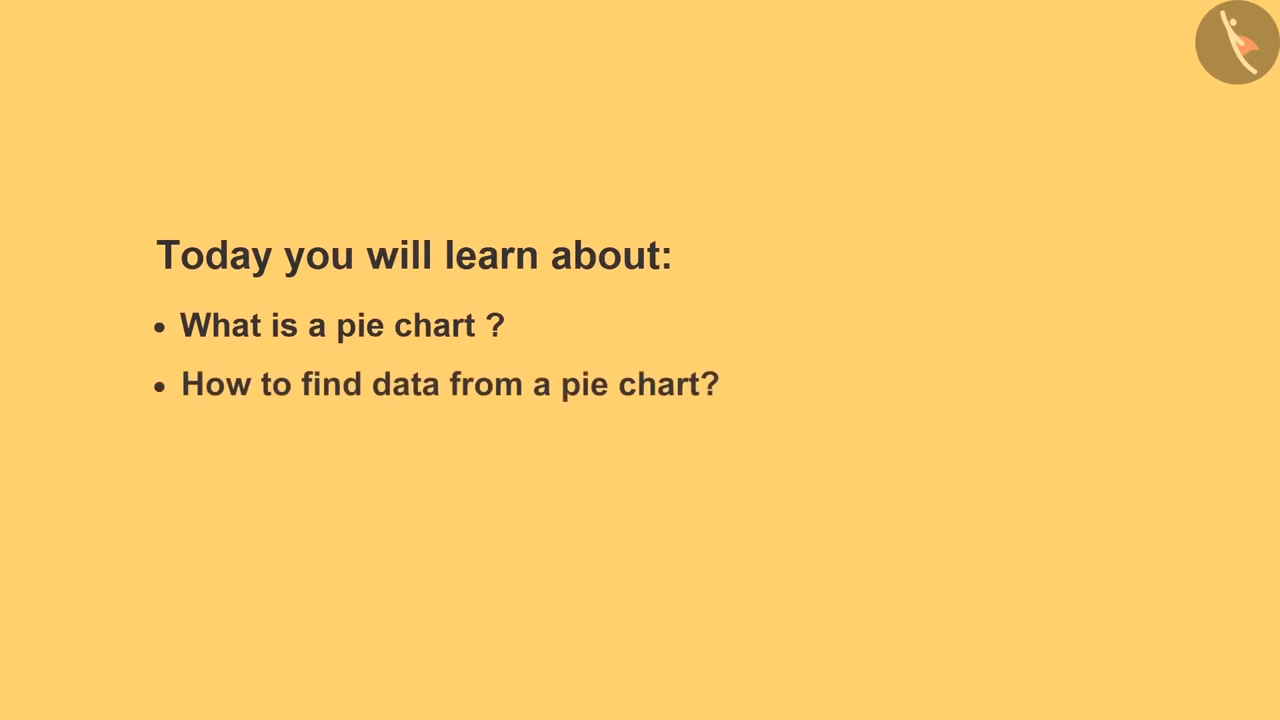 Today you will learn about:
• What is a pie chart ?
• How to find data from a pie chart?